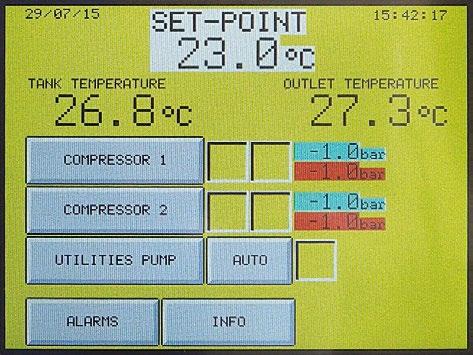 29/07/15 SET-POINT 15:42:17
23.0°C
TANK TEMPERATURE OUTLET TEMPERATURE
26.8°C 27.3°C
COMPRESSOR 1 -1.0bar
-1.0bar
COMPRESSOR 2 -1.0bar
-1.0bar
UTILITIES PUMP AUTO
ALARMS INFO